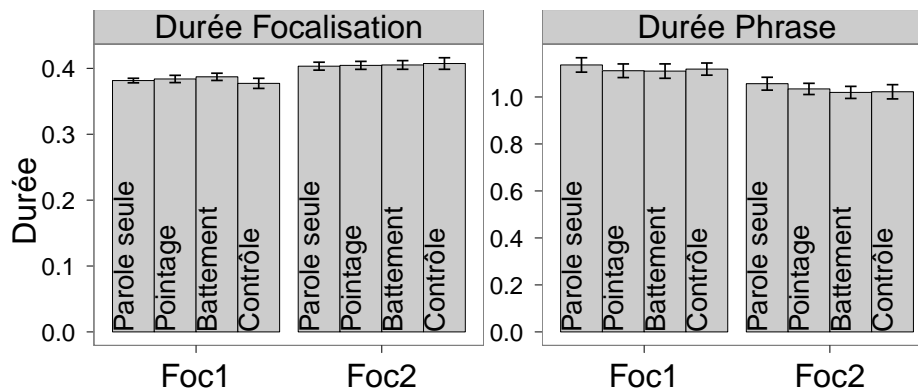 Durée Focalisation
Durée Phrase
Durée
0.4
0.3
0.2
0.1
0.0
Parole seule
Pointage
Battement
Contrôle
Parole seule
Pointage
Battement
Contrôle
Foc1
Foc2
1.0
0.8
0.6
0.4
0.2
0.0
Parole seule
Pointage
Battement
Contrôle
Parole seule
Pointage
Battement
Contrôle
Foc1
Foc2